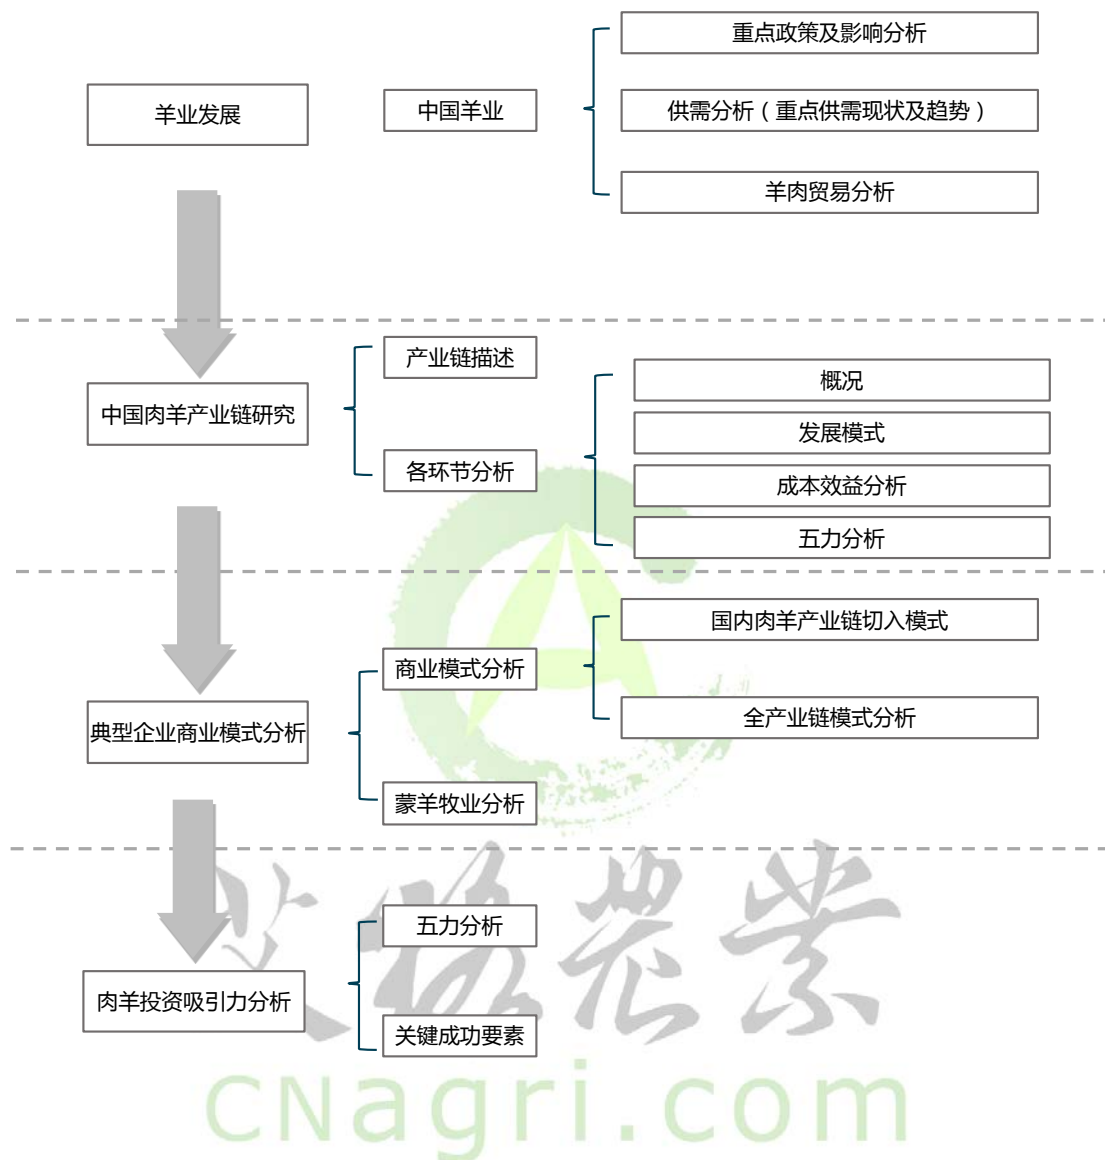 重点政策及影响分析
羊业发展
中国羊业
供需分析（重点供需现状及趋势）
羊肉贸易分析
产业链描述
中国肉羊产业链研究
概况
发展模式
各环节分析
成本效益分析
五力分析
国内肉羊产业链切入模式
商业模式分析
典型企业商业模式分析
全产业链模式分析
蒙羊牧业分析
五力分析
肉羊投资吸引力分析
关键成功要素
艾格农业
CNagri.com